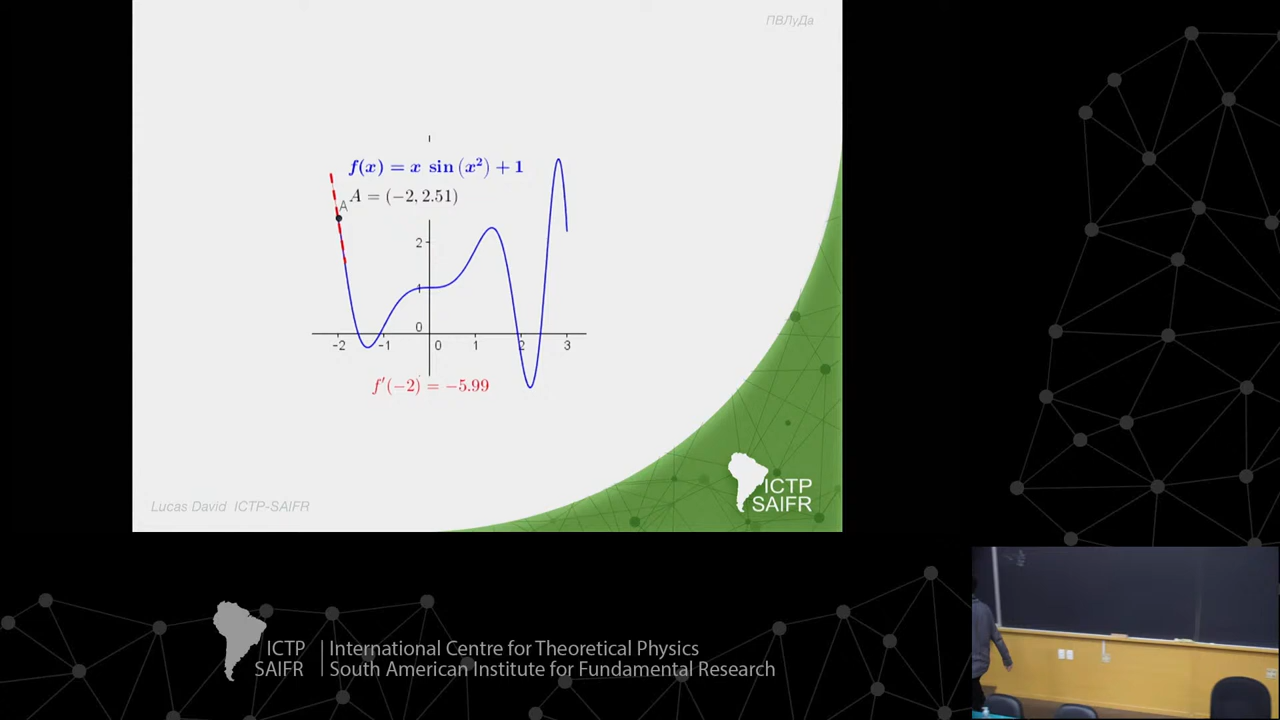 ПВЛуДа
f(x) = x sin (x²) + 1
A = (−2, 2.51)
A
2
1
0
−2 −1 0 1 2 3
f′(−2) = −5.99
Lucas David ICTP-SAIFR
ICTP
SAIFR
ICTP
SAIFR
International Centre for Theoretical Physics
South American Institute for Fundamental Research